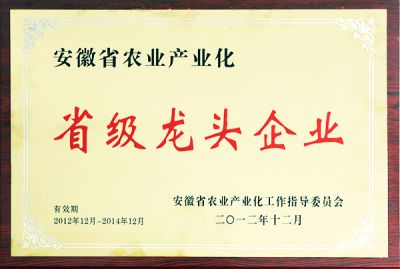 安徽省农业产业化
省级龙头企业
有效期
2012年12月-2014年12月
安徽省农业产业化工作指导委员会
二〇一二年十二月